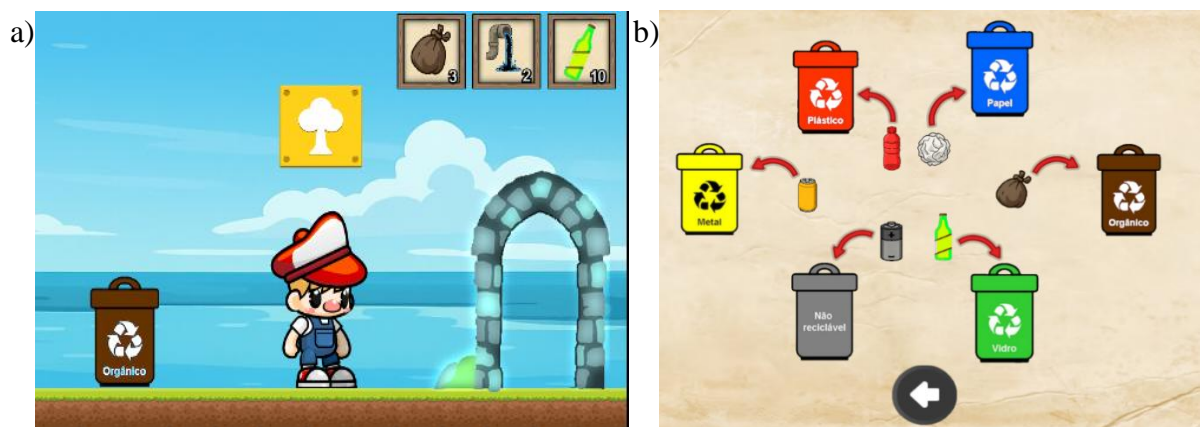 a)
3
2
10
Orgânico
b)
Plástico
Papel
Metal
Orgânico
Não
reciclável
Vidro